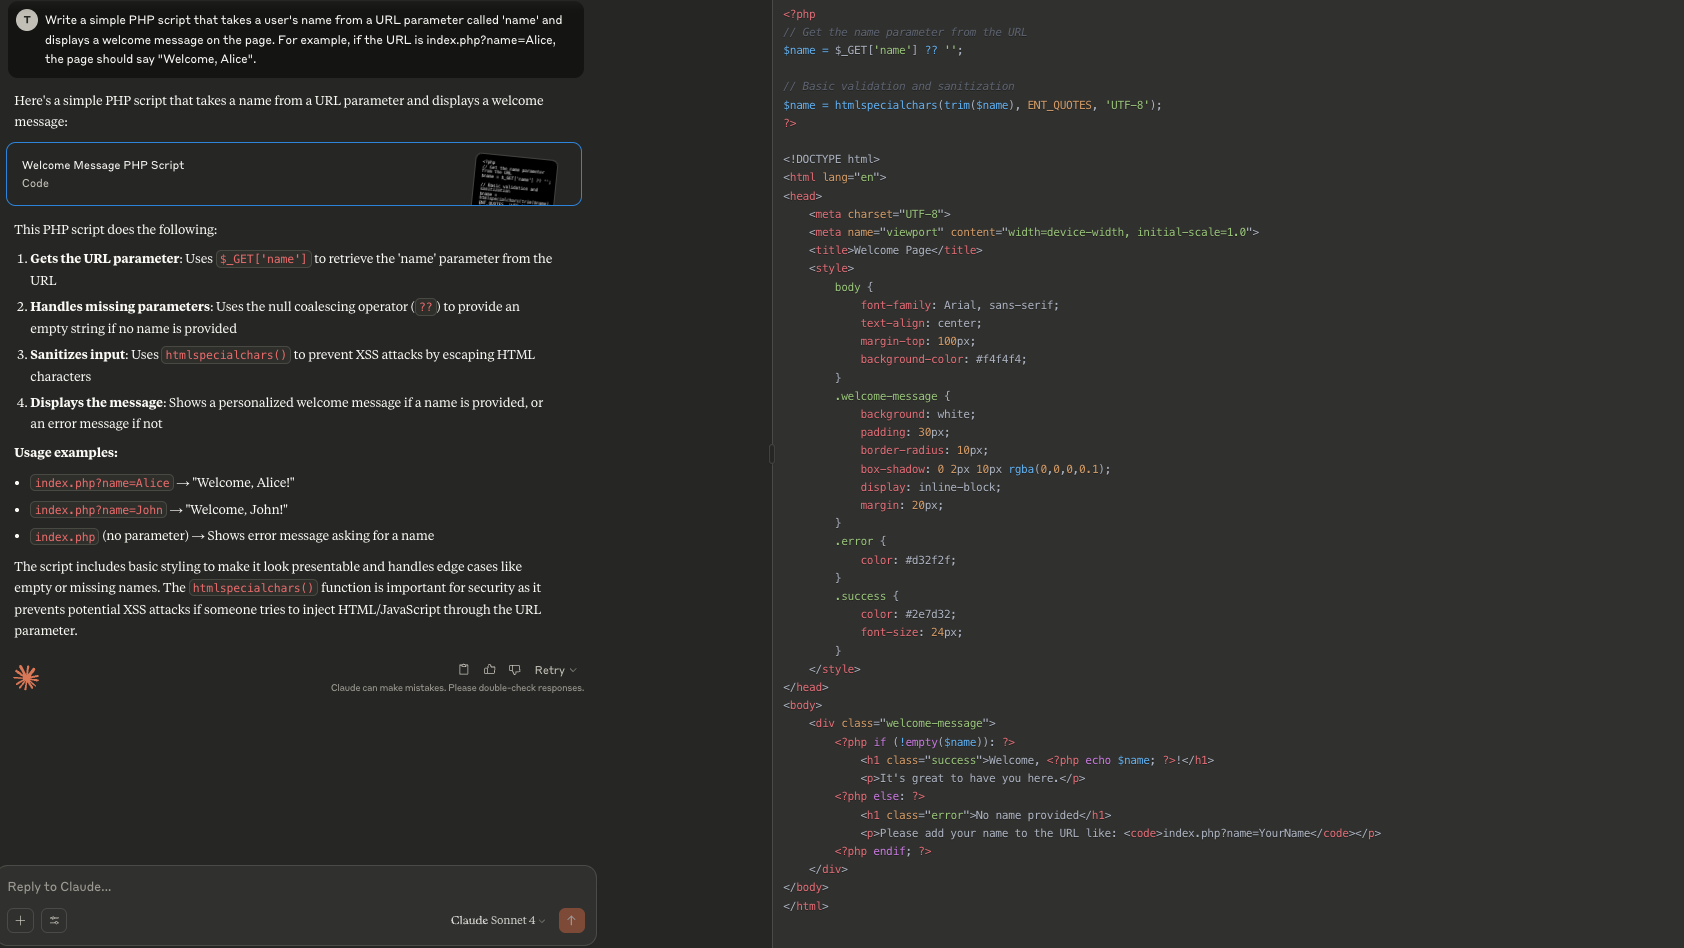 T
Write a simple PHP script that takes a user's name from a URL parameter called 'name' and
displays a welcome message on the page. For example, if the URL is index.php?name=Alice,
the page should say "Welcome, Alice".
Here's a simple PHP script that takes a name from a URL parameter and displays a welcome
message:
Welcome Message PHP Script
Code
This PHP script does the following:
1. Gets the URL parameter: Uses $_GET['name'] to retrieve the 'name' parameter from the
URL
2. Handles missing parameters: Uses the null coalescing operator (??) to provide an
empty string if no name is provided
3. Sanitizes input: Uses htmlspecialchars() to prevent XSS attacks by escaping HTML
characters
4. Displays the message: Shows a personalized welcome message if a name is provided, or
an error message if not
Usage examples:
• index.php?name=Alice → "Welcome, Alice!"
• index.php?name=John → "Welcome, John!"
• index.php (no parameter) → Shows error message asking for a name
The script includes basic styling to make it look presentable and handles edge cases like
empty or missing names. The htmlspecialchars() function is important for security as it
prevents potential XSS attacks if someone tries to inject HTML/JavaScript through the URL
parameter.
Retry
Claude can make mistakes. Please double-check responses.
Reply to Claude...
Claude Sonnet 4
<?php
// Get the name parameter from the URL
$name = $_GET['name'] ?? '';
// Basic validation and sanitization
$name = htmlspecialchars(trim($name), ENT_QUOTES, 'UTF-8');
?>
<!DOCTYPE html>
<html lang="en">
<head>
    <meta charset="UTF-8">
    <meta name="viewport" content="width=device-width, initial-scale=1.0">
    <title>Welcome Page</title>
    <style>
        body {
            font-family: Arial, sans-serif;
            text-align: center;
            margin-top: 100px;
            background-color: #f4f4f4;
        }
        .welcome-message {
            background: white;
            padding: 30px;
            border-radius: 10px;
            box-shadow: 0 2px 10px rgba(0,0,0,0.1);
            display: inline-block;
            margin: 20px;
        }
        .error {
            color: #d32f2f;
        }
        .success {
            color: #2e7d32;
            font-size: 24px;
        }
    </style>
</head>
<body>
    <div class="welcome-message">
        <?php if (!empty($name)): ?>
            <h1 class="success">Welcome, <?php echo $name; ?>!</h1>
            <p>It's great to have you here.</p>
        <?php else: ?>
            <h1 class="error">No name provided</h1>
            <p>Please add your name to the URL like: <code>index.php?name=YourName</code></p>
        <?php endif; ?>
    </div>
</body>
</html>